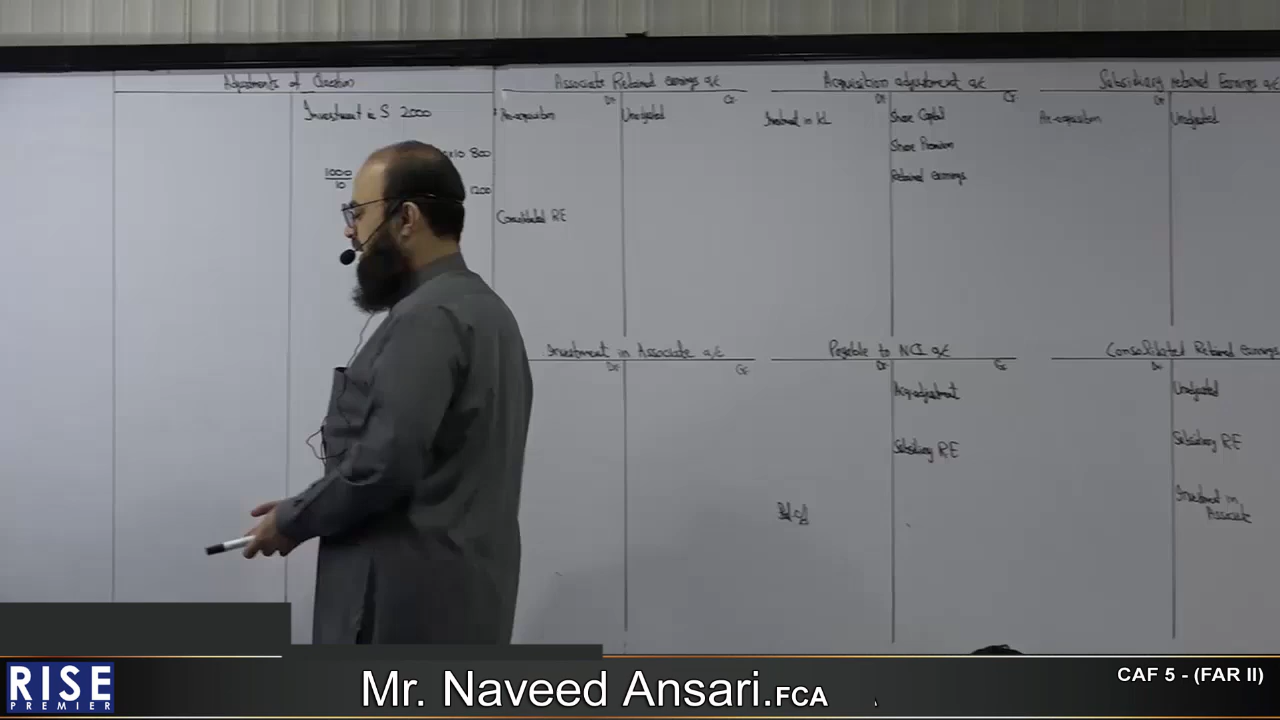 Adjustments of Question
Investment in S 2000
×10 800
1000
10
1200
Associate Retained earnings a/c
Dr
Cr
Pre-acquisition
Unadjusted
Consolidated RE
Acquisition adjustment a/c
Dr
Cr
Investment in KL
Share Capital
Share Premium
Retained earnings
Subsidiary retained Earnings a/c
Cr
Pre-acquisition
Unadjusted
Investment in Associate a/c
Dr
Cr
Payable to NCI a/c
Dr
Cr
Acq-adjustment
Subsidiary RE
Bal c/d
Consolidated Retained earnings
Dr
Unadjusted
Subsidiary RE
Investment in
Associate
RISE
PREMIER
Mr. Naveed Ansari.FCA
CAF 5 - (FAR II)